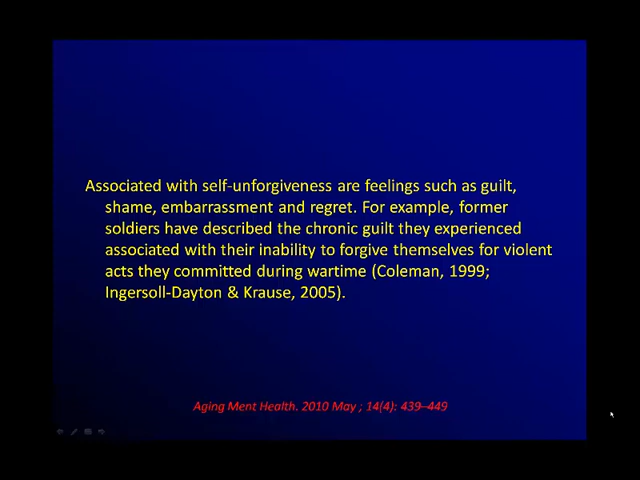 Associated with self-unforgiveness are feelings such as guilt,
shame, embarrassment and regret. For example, former
soldiers have described the chronic guilt they experienced
associated with their inability to forgive themselves for violent
acts they committed during wartime (Coleman, 1999;
Ingersoll-Dayton & Krause, 2005).
Aging Ment Health. 2010 May ; 14(4): 439–449